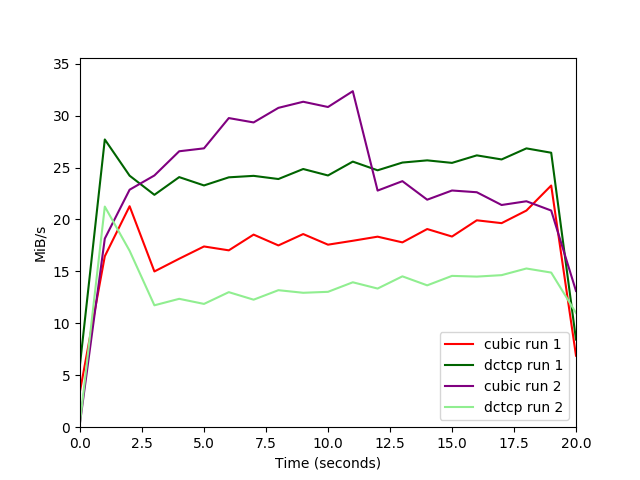 35
30
25
20
15
10
5
0
MiB/s
0.0 2.5 5.0 7.5 10.0 12.5 15.0 17.5 20.0
Time (seconds)
cubic run 1
dctcp run 1
cubic run 2
dctcp run 2